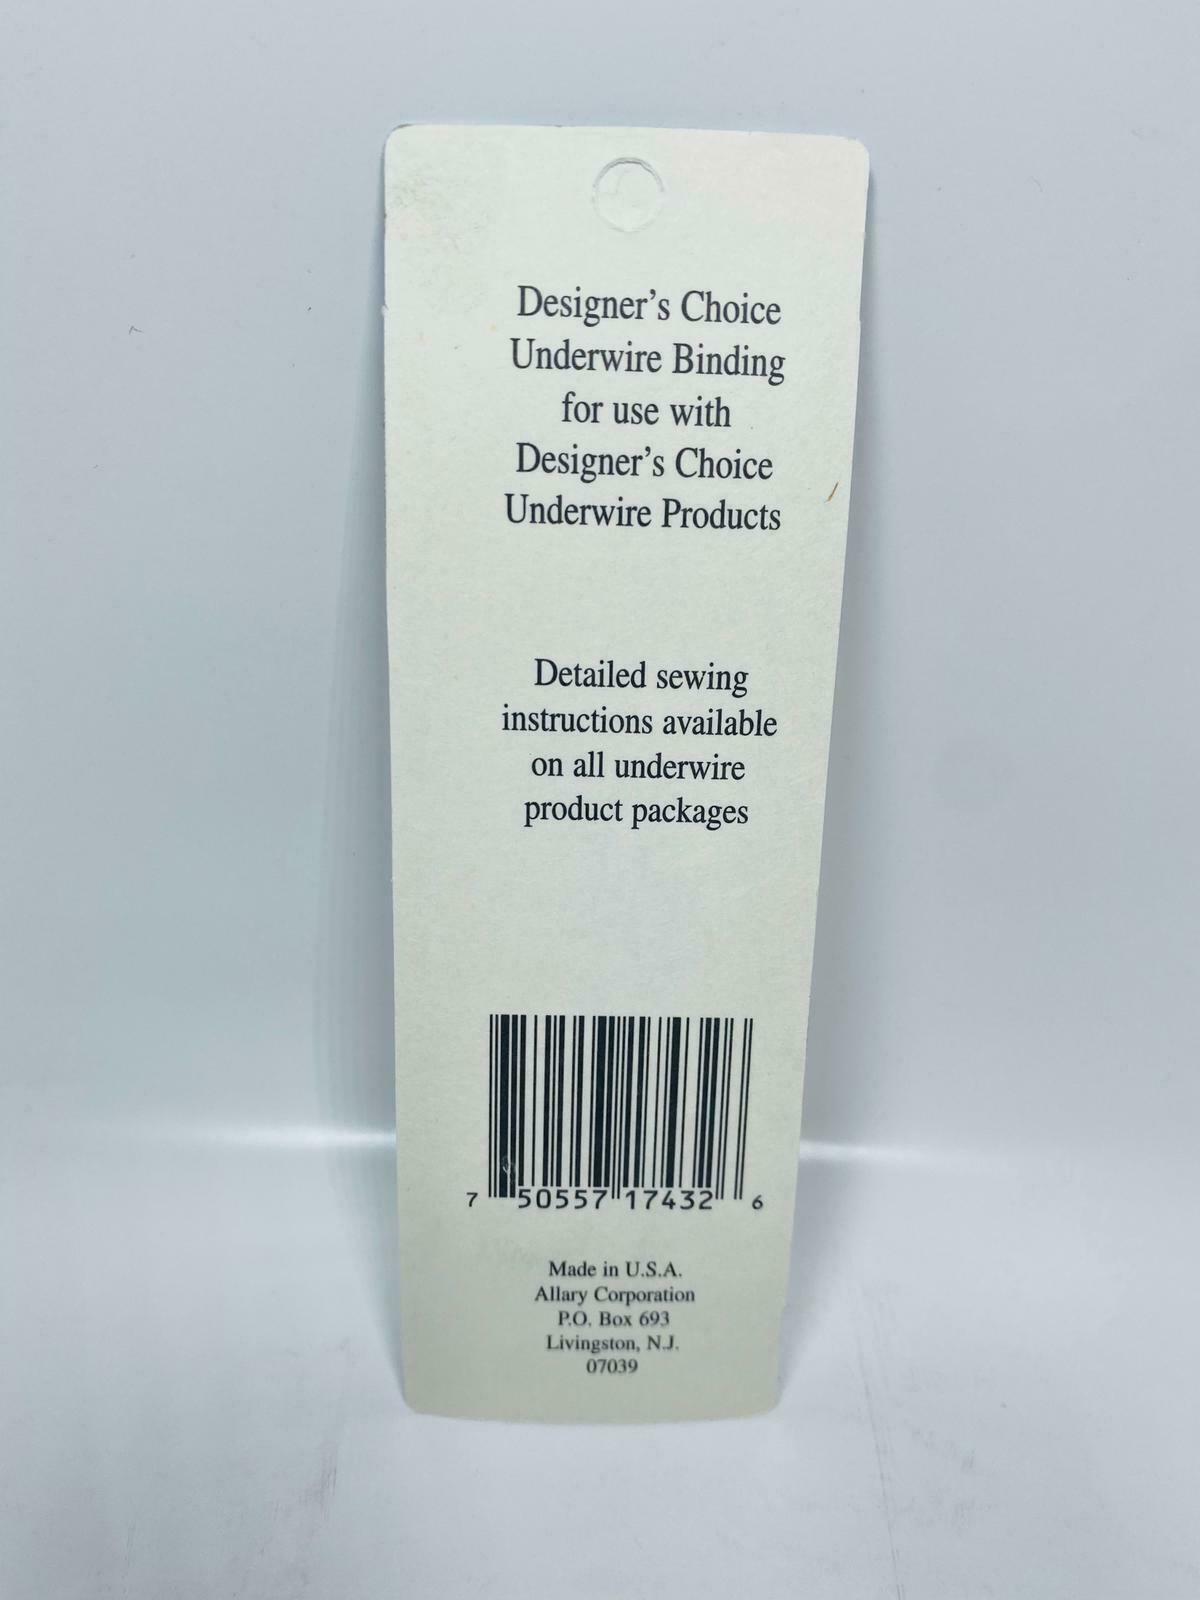 Designer's Choice
Underwire Binding
for use with
Designer's Choice
Underwire Products
Detailed sewing
instructions available
on all underwire
product packages
7 50557 17432 6
Made in U.S.A.
Allary Corporation
P.O. Box 693
Livingston, N.J.
07039